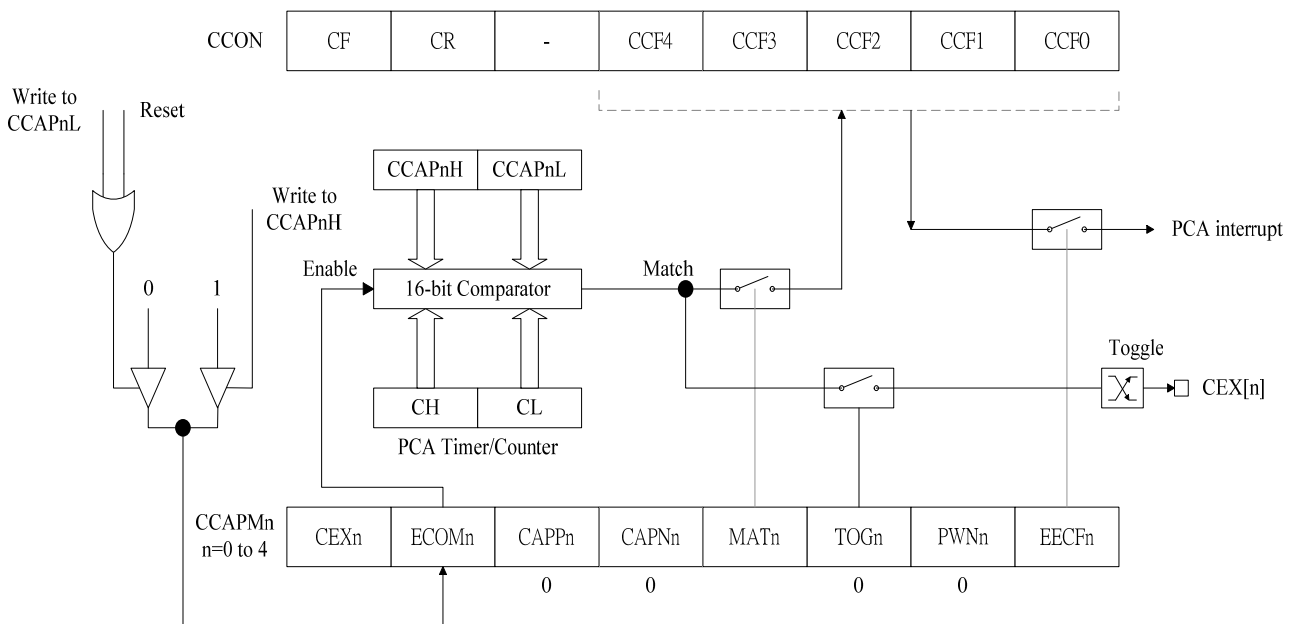 CCON CF CR - CCF4 CCF3 CCF2 CCF1 CCF0
Write to
CCAPnL
Reset
CCAPnH CCAPnL
Write to
CCAPnH
PCA interrupt
Enable
Match
16-bit Comparator
0 1
Toggle
CEX[n]
CH CL
PCA Timer/Counter
CCAPMn
n=0 to 4
CEXn ECOMn CAPPn CAPNn MATn TOGn PWNn EECFn
0 0 0 0